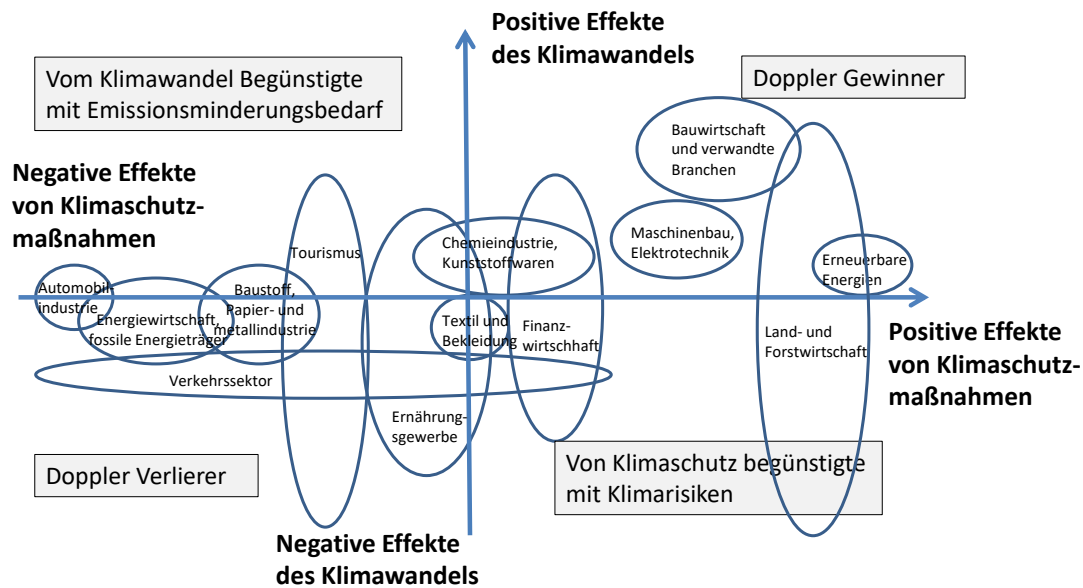 Positive Effekte
des Klimawandels
Vom Klimawandel Begünstigte
mit Emissionsminderungsbedarf
Doppler Gewinner
Bauwirtschaft
und verwandte
Branchen
Negative Effekte
von Klimaschutz-
maßnahmen
Tourismus
Chemieindustrie,
Kunststoffwaren
Maschinenbau,
Elektrotechnik
Erneuerbare
Energien
Automobil-
industrie
Energiewirtschaft,
fossile Energieträger
Baustoff,
Papier- und
metallindustrie
Textil und
Bekleidung
Finanz-
wirtschhaft
Land- und
Forstwirtschaft
Positive Effekte
von Klimaschutz-
maßnahmen
Verkehrssektor
Ernährung-
sgewerbe
Doppler Verlierer
Von Klimaschutz begünstigte
mit Klimarisiken
Negative Effekte
des Klimawandels